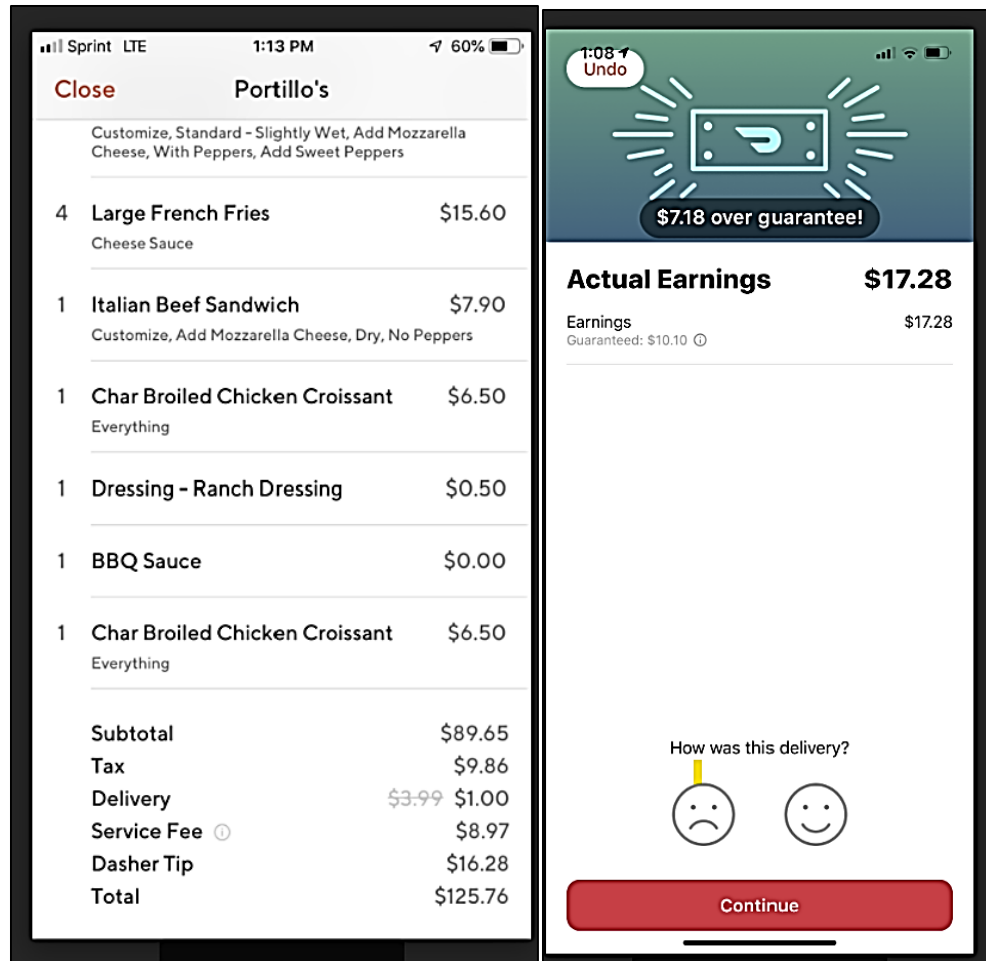 Sprint LTE 1:13 PM 60%
Close Portillo's
Customize, Standard - Slightly Wet, Add Mozzarella
Cheese, With Peppers, Add Sweet Peppers
4 Large French Fries $15.60
Cheese Sauce
1 Italian Beef Sandwich $7.90
Customize, Add Mozzarella Cheese, Dry, No Peppers
1 Char Broiled Chicken Croissant $6.50
Everything
1 Dressing - Ranch Dressing $0.50
1 BBQ Sauce $0.00
1 Char Broiled Chicken Croissant $6.50
Everything
Subtotal $89.65
Tax $9.86
Delivery $3.99 $1.00
Service Fee $8.97
Dasher Tip $16.28
Total $125.76
1:08
Undo
$7.18 over guarantee!
Actual Earnings $17.28
Earnings $17.28
Guaranteed: $10.10
How was this delivery?
Continue